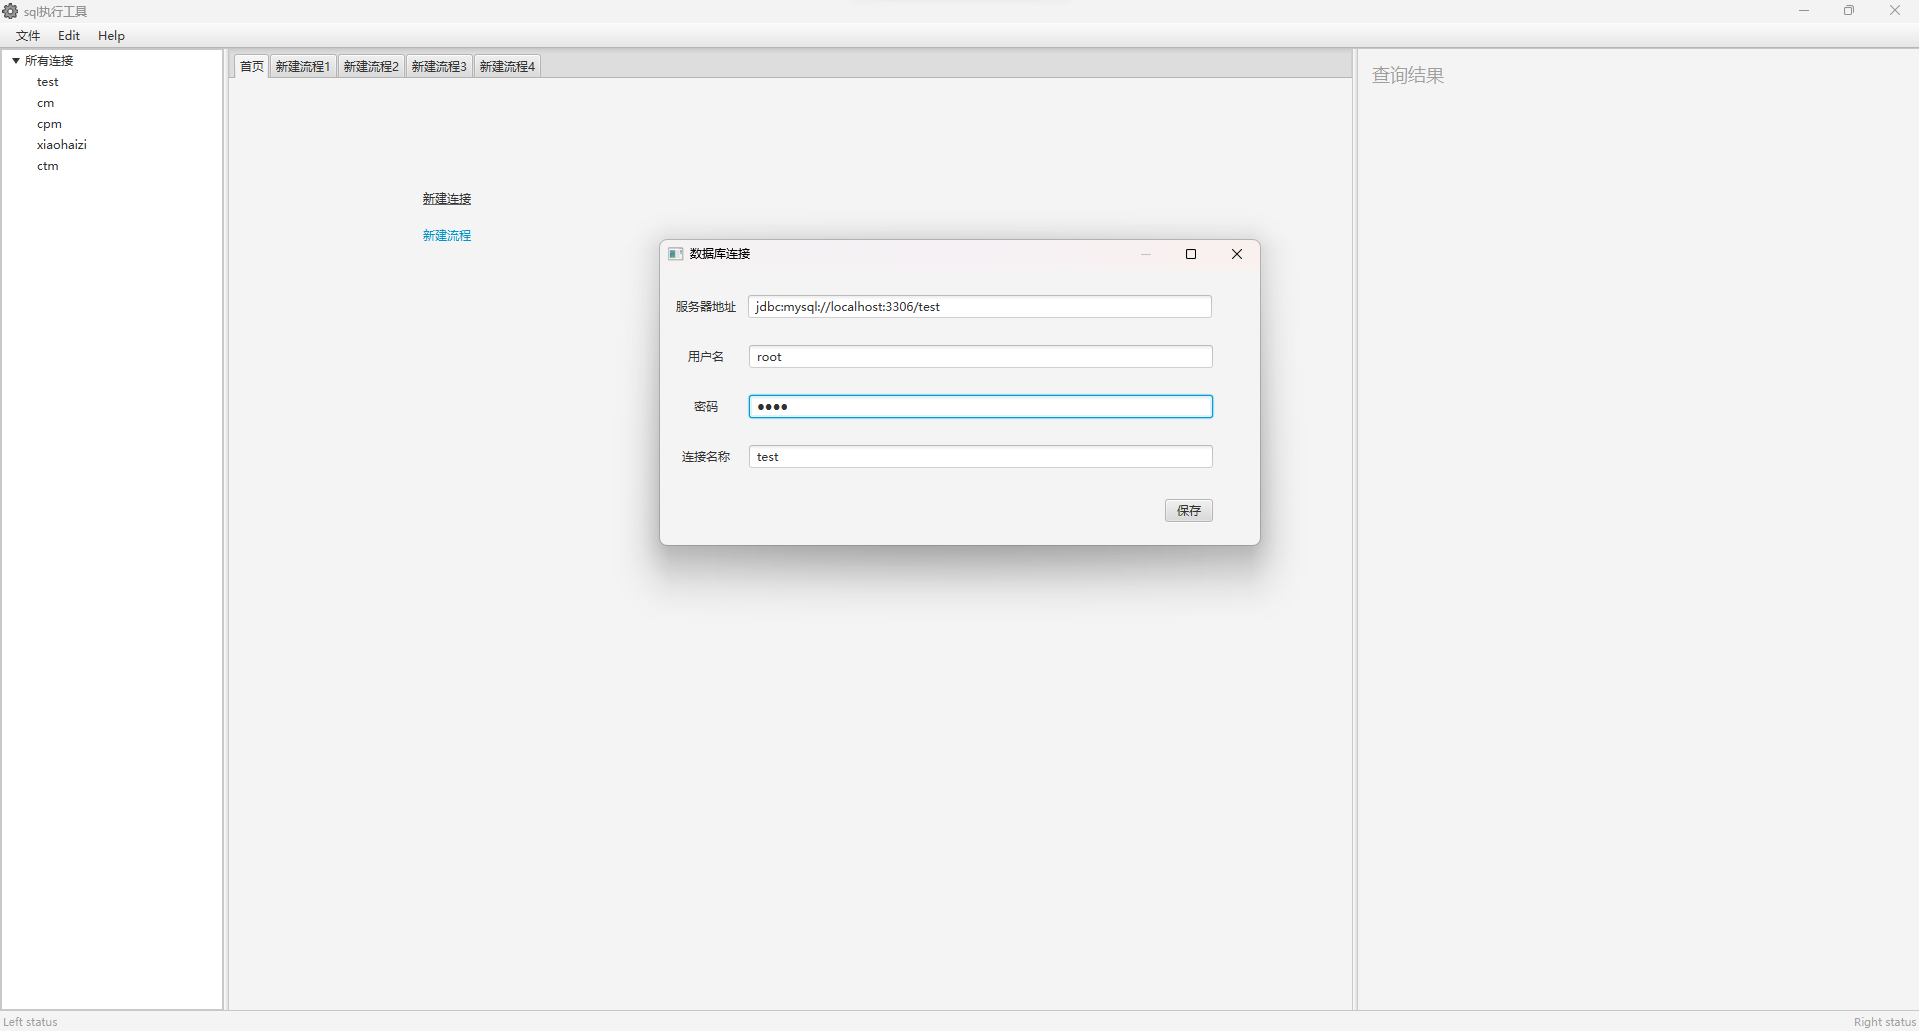 sql执行工具
文件 Edit Help
所有连接
test
cm
cpm
xiaohaizi
ctm
首页 新建流程1 新建流程2 新建流程3 新建流程4
新建连接
新建流程
数据库连接
服务器地址 jdbc:mysql://localhost:3306/test
用户名 root
密码 ●●●●
连接名称 test
保存
查询结果
Left status
Right status